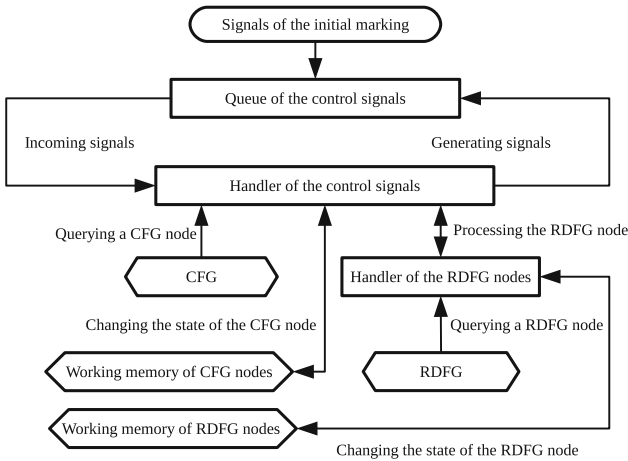 Signals of the initial marking
Queue of the control signals
Incoming signals
Generating signals
Handler of the control signals
Querying a CFG node
Processing the RDFG node
CFG
Handler of the RDFG nodes
Changing the state of the CFG node
Querying a RDFG node
Working memory of CFG nodes
RDFG
Working memory of RDFG nodes
Changing the state of the RDFG node